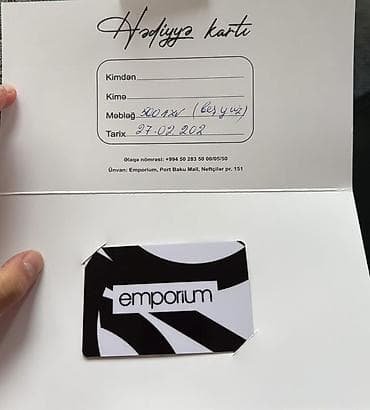 Hədiyyə kartı
Kimdən
Kimə
Məbləğ 500 AZN (beş yüz)
Tarix 27.02.202
Əlaqə nömrəsi: +994 50 283 50 00/05/50
Ünvan: Emporium, Port Baku Mall, Neftçilər pr. 151
emporium